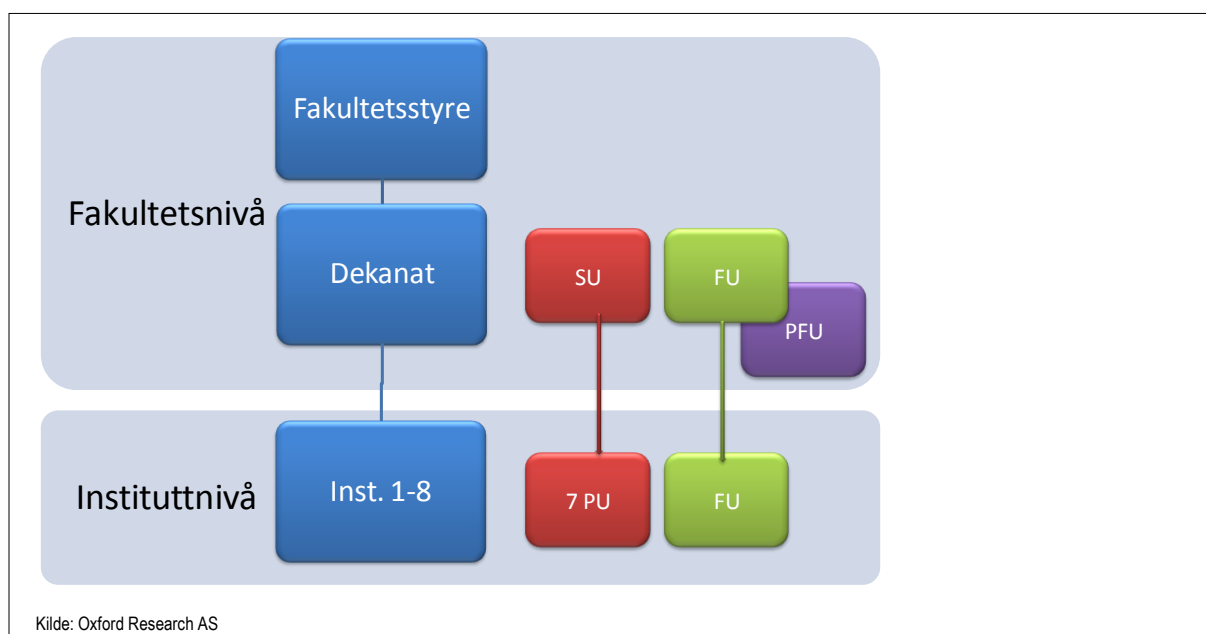 Fakultetsstyre
Fakultetsnivå
Dekanat
SU
FU
PFU
Instituttnivå
Inst. 1-8
7 PU
FU
Kilde: Oxford Research AS